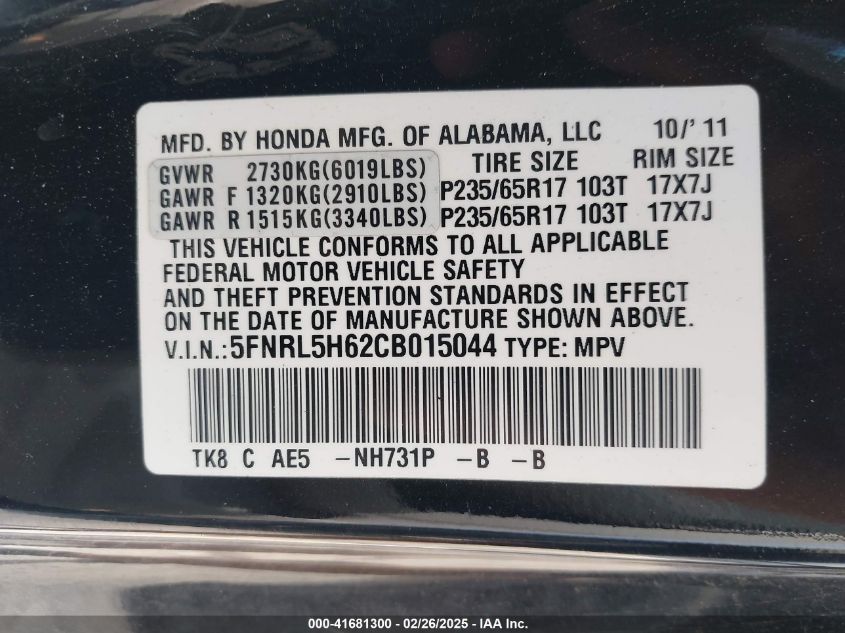 MFD. BY HONDA MFG. OF ALABAMA, LLC 10/' 11
GVWR 2730KG(6019LBS) TIRE SIZE RIM SIZE
GAWR F 1320KG(2910LBS) P235/65R17 103T 17X7J
GAWR R 1515KG(3340LBS) P235/65R17 103T 17X7J
THIS VEHICLE CONFORMS TO ALL APPLICABLE
FEDERAL MOTOR VEHICLE SAFETY
AND THEFT PREVENTION STANDARDS IN EFFECT
ON THE DATE OF MANUFACTURE SHOWN ABOVE.
V.I.N.: 5FNRL5H62CB015044 TYPE: MPV
TK8 C AE5 -NH731P -B -B
000-41681300 - 02/26/2025 - IAA Inc.